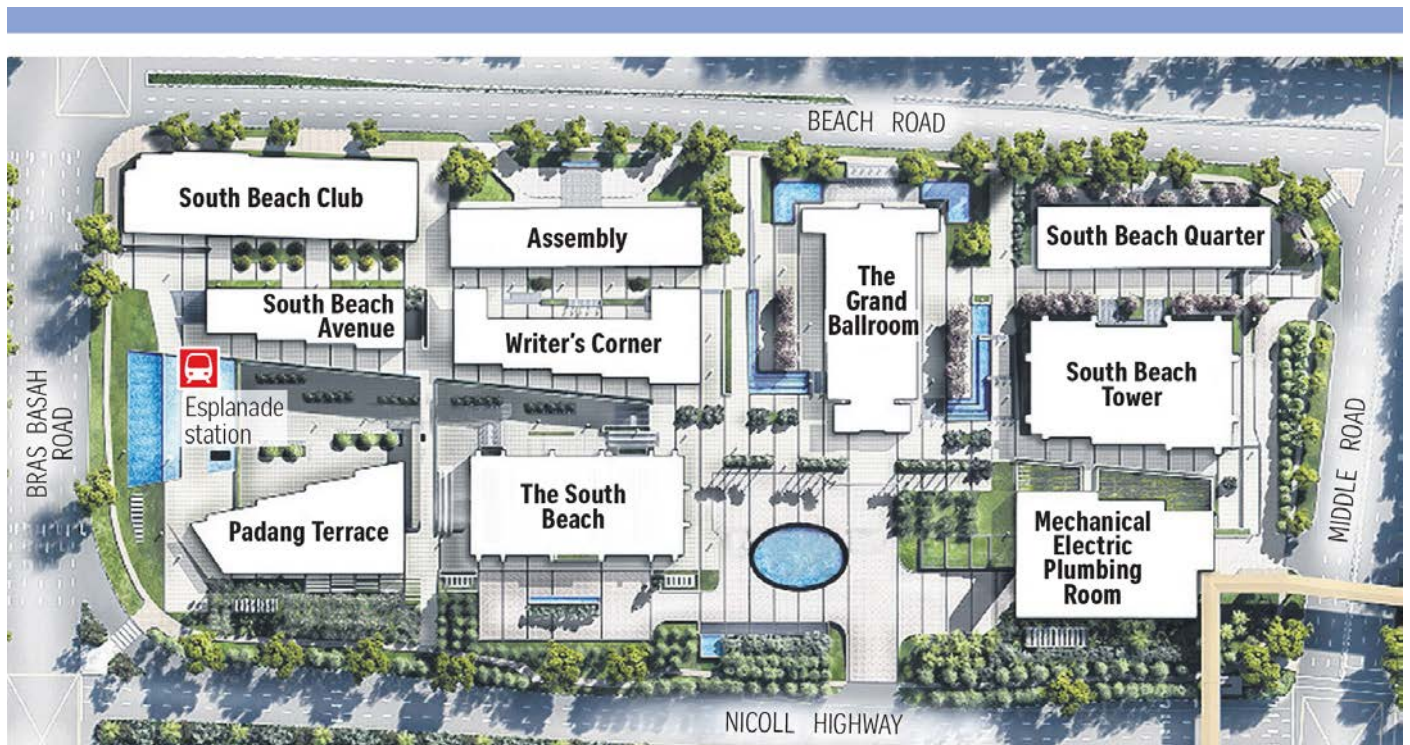 BEACH ROAD
South Beach Club
Assembly
The
Grand
Ballroom
South Beach Quarter
South Beach
Avenue
Writer's Corner
South Beach
Tower
Esplanade
station
BRAS BASAH
ROAD
Padang Terrace
The South
Beach
Mechanical
Electric
Plumbing
Room
MIDDLE ROAD
NICOLL HIGHWAY